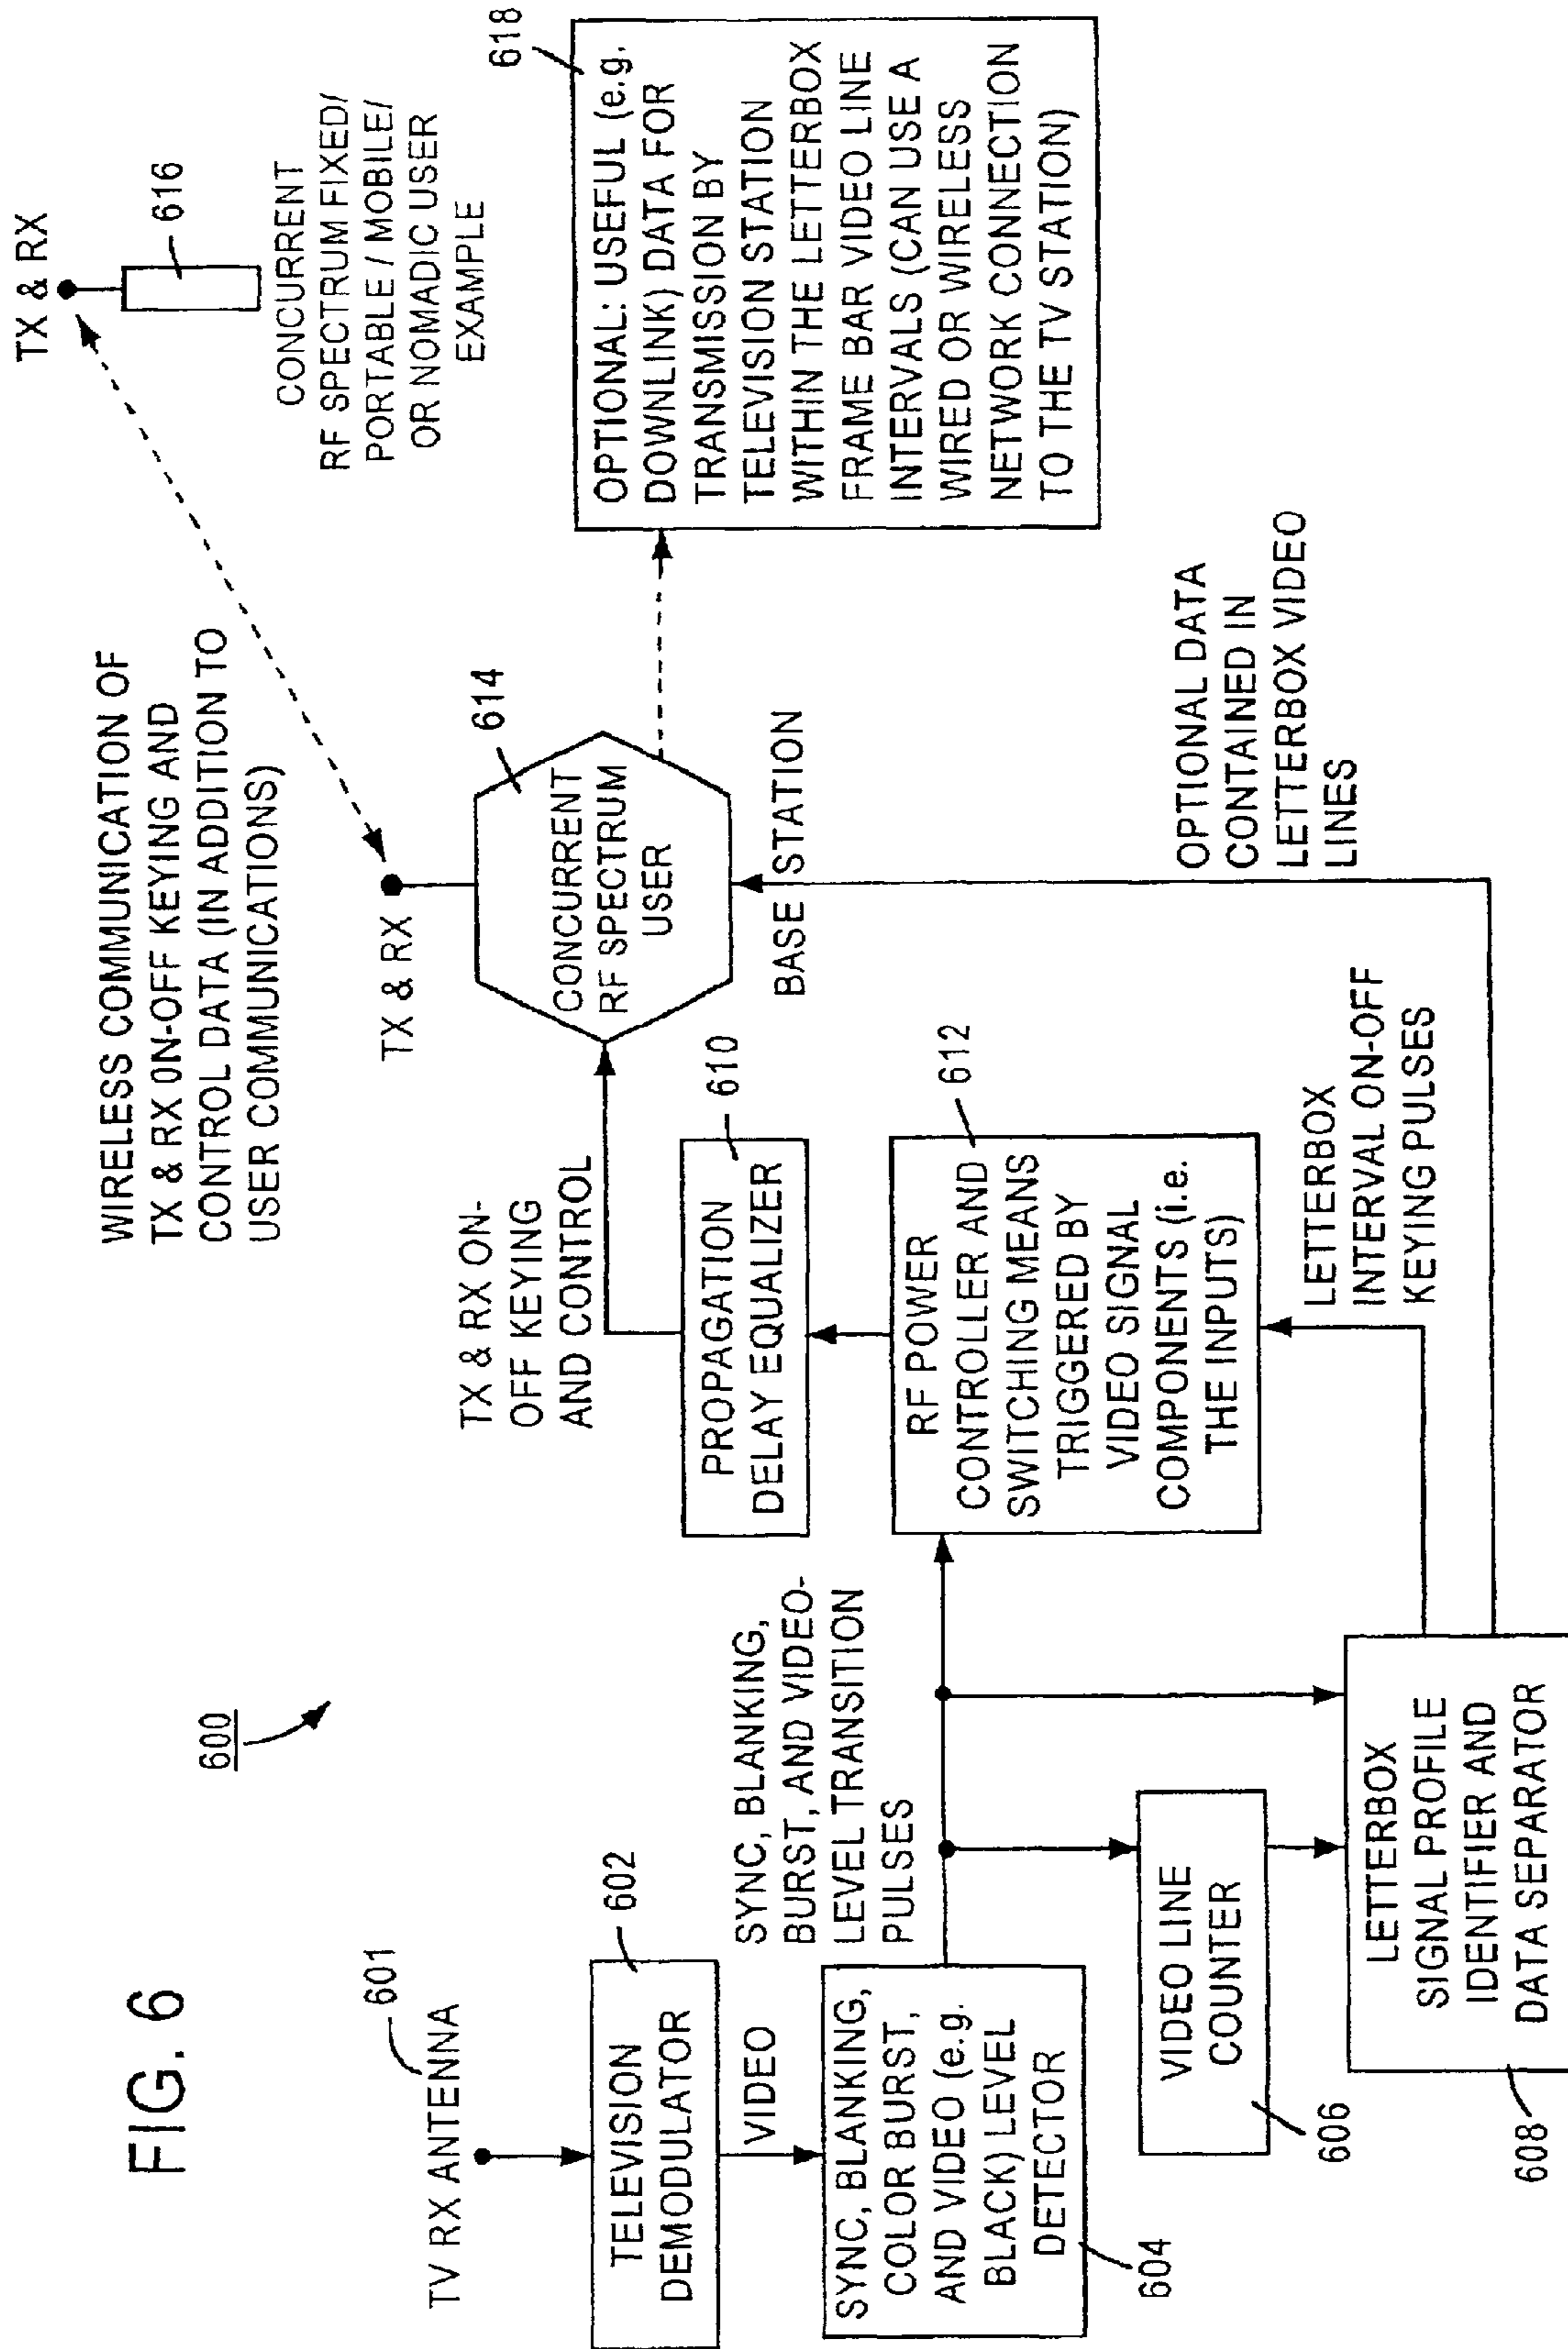 FIG. 6
600
TV RX ANTENNA
601
TELEVISION
DEMODULATOR
602
VIDEO
SYNC, BLANKING,
COLOR BURST,
AND VIDEO (e.g.
BLACK) LEVEL
DETECTOR
604
SYNC, BLANKING,
BURST, AND VIDEO-
LEVEL TRANSITION
PULSES
VIDEO LINE
COUNTER
606
LETTERBOX
SIGNAL PROFILE
IDENTIFIER AND
DATA SEPARATOR
608
LETTERBOX
INTERVAL ON-OFF
KEYING PULSES
RF POWER
CONTROLLER AND
SWITCHING MEANS
TRIGGERED BY
VIDEO SIGNAL
COMPONENTS (i.e.
THE INPUTS)
612
PROPAGATION
DELAY EQUALIZER
610
TX & RX ON-
OFF KEYING
AND CONTROL
WIRELESS COMMUNICATION OF
TX & RX ON-OFF KEYING AND
CONTROL DATA (IN ADDITION TO
USER COMMUNICATIONS)
TX & RX
CONCURRENT
RF SPECTRUM
USER
614
BASE STATION
OPTIONAL DATA
CONTAINED IN
LETTERBOX VIDEO
LINES
TX & RX
616
CONCURRENT
RF SPECTRUM FIXED/
PORTABLE / MOBILE/
OR NOMADIC USER
EXAMPLE
618
OPTIONAL: USEFUL (e.g.
DOWNLINK) DATA FOR
TRANSMISSION BY
TELEVISION STATION
WITHIN THE LETTERBOX
FRAME BAR VIDEO LINE
INTERVALS (CAN USE A
WIRED OR WIRELESS
NETWORK CONNECTION
TO THE TV STATION)